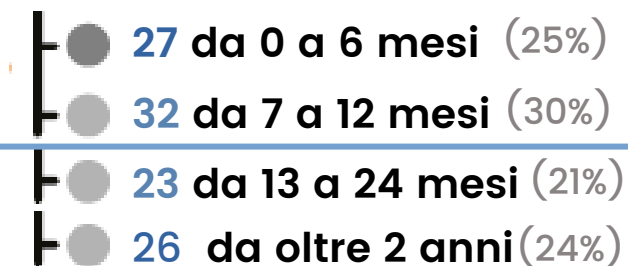 27 da 0 a 6 mesi (25%)
32 da 7 a 12 mesi (30%)
23 da 13 a 24 mesi (21%)
26 da oltre 2 anni (24%)